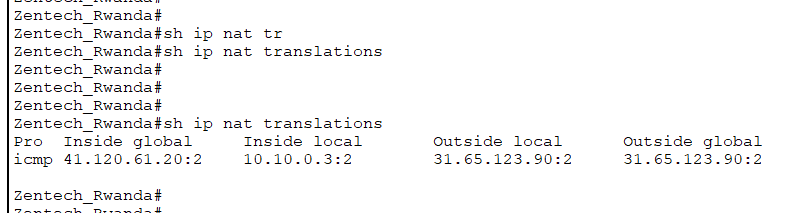 Zentech_Rwanda#
Zentech_Rwanda#
Zentech_Rwanda#sh ip nat tr
Zentech_Rwanda#sh ip nat translations
Zentech_Rwanda#
Zentech_Rwanda#
Zentech_Rwanda#
Zentech_Rwanda#sh ip nat translations
Pro  Inside global     Inside local       Outside local      Outside global
icmp 41.120.61.20:2    10.10.0.3:2        31.65.123.90:2     31.65.123.90:2
Zentech_Rwanda#
Zentech_Rwanda#